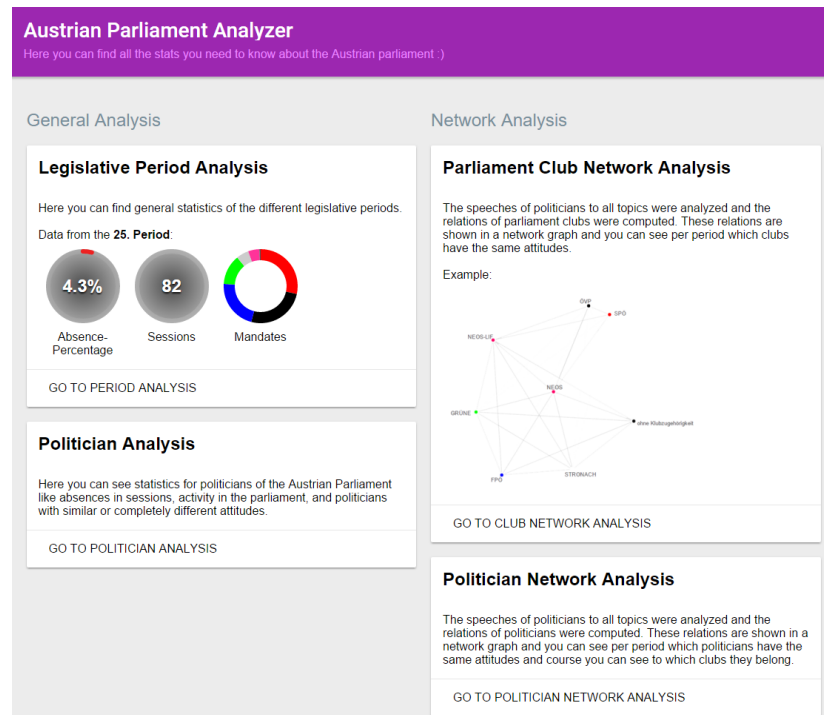 Austrian Parliament Analyzer
Here you can find all the stats you need to know about the Austrian parliament :)
General Analysis
Legislative Period Analysis
Here you can find general statistics of the different legislative periods.
Data from the 25. Period:
4.3%
82
Absence-
Percentage
Sessions
Mandates
GO TO PERIOD ANALYSIS
Politician Analysis
Here you can see statistics for politicians of the Austrian Parliament
like absences in sessions, activity in the parliament, and politicians
with similar or completely different attitudes.
GO TO POLITICIAN ANALYSIS
Network Analysis
Parliament Club Network Analysis
The speeches of politicians to all topics were analyzed and the
relations of parliament clubs were computed. These relations are
shown in a network graph and you can see per period which clubs
have the same attitudes.
Example:
ÖVP
SPÖ
NEOS-LIF
NEOS
GRÜNE
ohne Klubzugehörigkeit
FPÖ
STRONACH
GO TO CLUB NETWORK ANALYSIS
Politician Network Analysis
The speeches of politicians to all topics were analyzed and the
relations of politicians were computed. These relations are shown in a
network graph and you can see per period which politicians have the
same attitudes and course you can see to which clubs they belong.
GO TO POLITICIAN NETWORK ANALYSIS